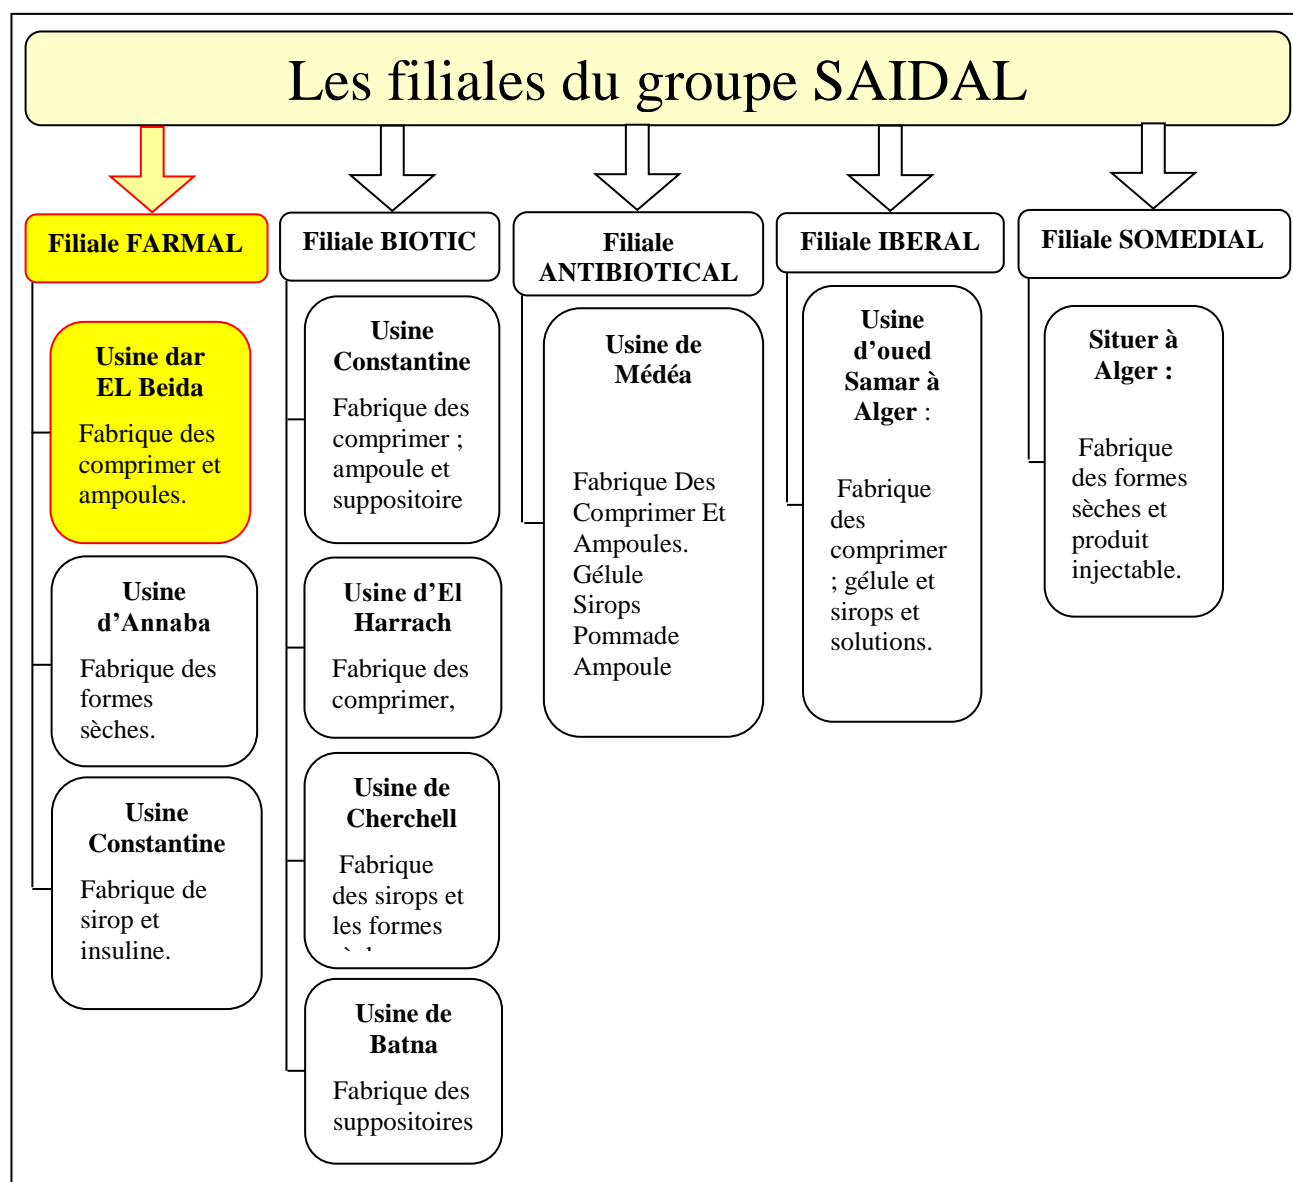 Les filiales du groupe SAIDAL
Filiale FARMAL
Usine dar
EL Beida
Fabrique des
comprimer et
ampoules.
Usine
d’Annaba
Fabrique des
formes
sèches.
Usine
Constantine
Fabrique de
sirop et
insuline.
Filiale BIOTIC
Usine
Constantine
Fabrique des
comprimer ;
ampoule et
suppositoire
Usine d’El
Harrach
Fabrique des
comprimer,
Usine de
Cherchell
Fabrique
des sirops et
les formes
Usine de
Batna
Fabrique des
suppositoires
Filiale
ANTIBIOTICAL
Usine de
Médéa
Fabrique Des
Comprimer Et
Ampoules.
Gélule
Sirops
Pommade
Ampoule
Filiale IBERAL
Usine
d’oued
Samar à
Alger :
Fabrique
des
comprimer
; gélule et
sirops et
solutions.
Filiale SOMEDIAL
Situer à
Alger :
Fabrique
des formes
sèches et
produit
injectable.